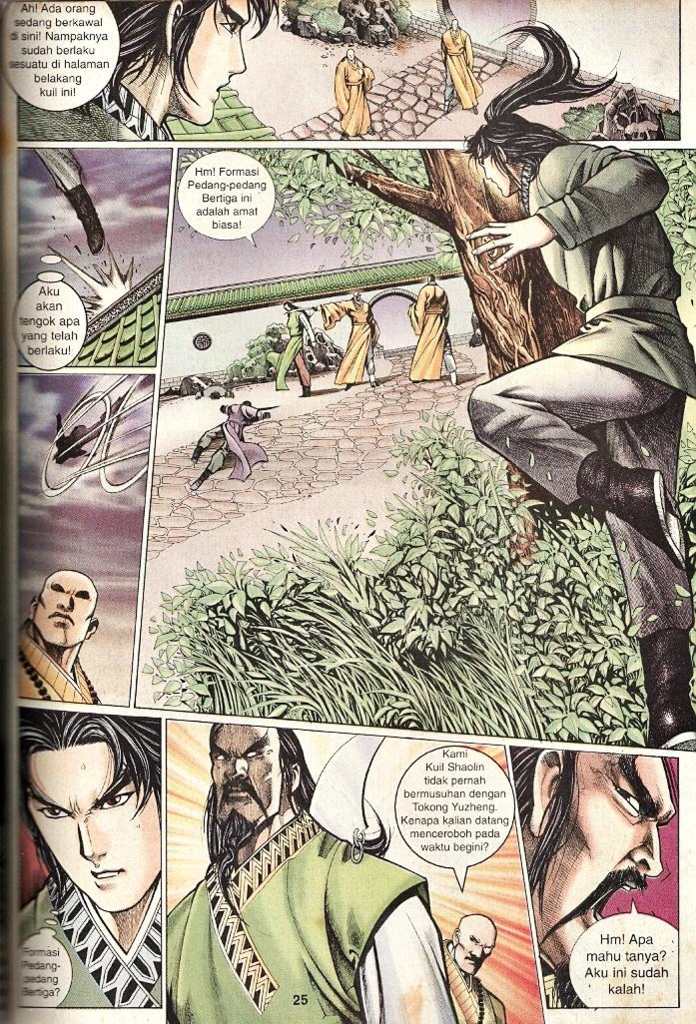 Ah! Ada orang
sedang berkawal
di sini! Nampaknya
sudah berlaku
sesuatu di halaman
belakang
kuil ini!
Hm! Formasi
Pedang-pedang
Bertiga ini
adalah amat
biasa!
Aku
akan
tengok apa
yang telah
berlaku!
Formasi
Pedang-
pedang
Bertiga?
Kami
Kuil Shaolin
tidak pernah
bermusuhan dengan
Tokong Yuzheng.
Kenapa kalian datang
menceroboh pada
waktu begini?
Hm! Apa
mahu tanya?
Aku ini sudah
kalah!
25